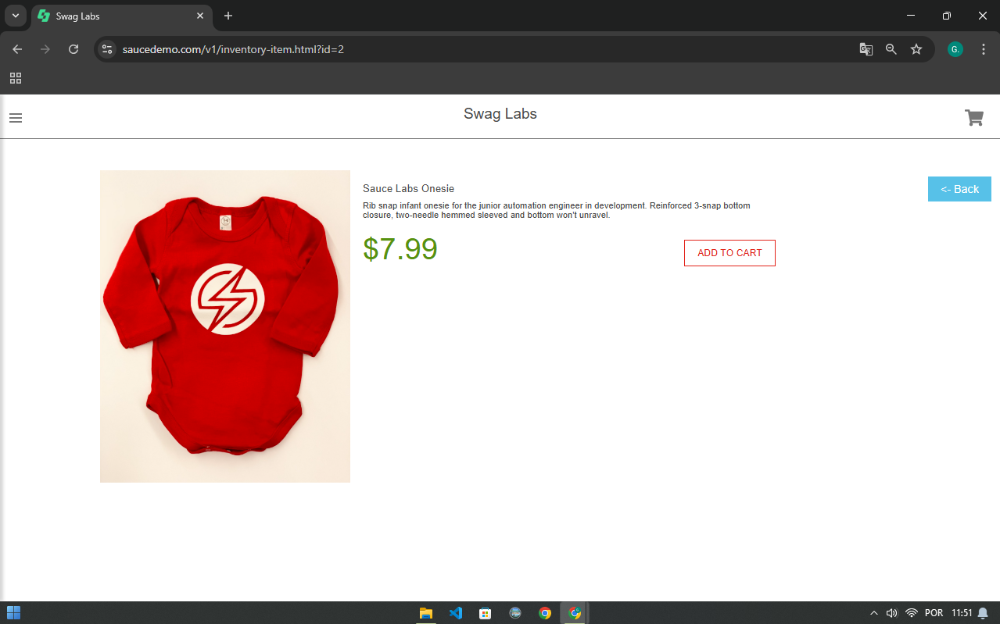 Swag Labs
saucedemo.com/v1/inventory-item.html?id=2
G.
Swag Labs
<- Back
Sauce Labs Onesie
Rib snap infant onesie for the junior automation engineer in development. Reinforced 3-snap bottom
closure, two-needle hemmed sleeved and bottom won't unravel.
$7.99
ADD TO CART
POR
11:51